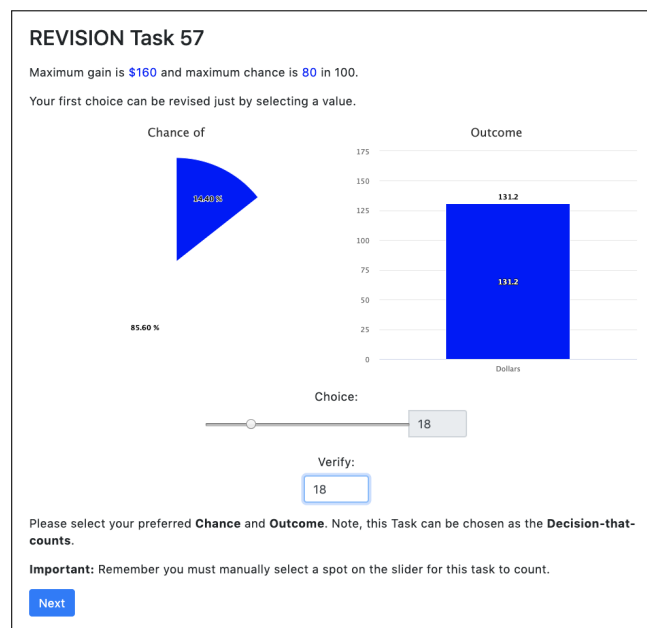 REVISION Task 57
Maximum gain is $160 and maximum chance is 80 in 100.
Your first choice can be revised just by selecting a value.
Chance of
14.40 %
85.60 %
Outcome
175
150
125
100
75
50
25
0
131.2
131.2
Dollars
Choice:
18
Verify:
18
Please select your preferred Chance and Outcome. Note, this Task can be chosen as the Decision-that-
counts.
Important: Remember you must manually select a spot on the slider for this task to count.
Next